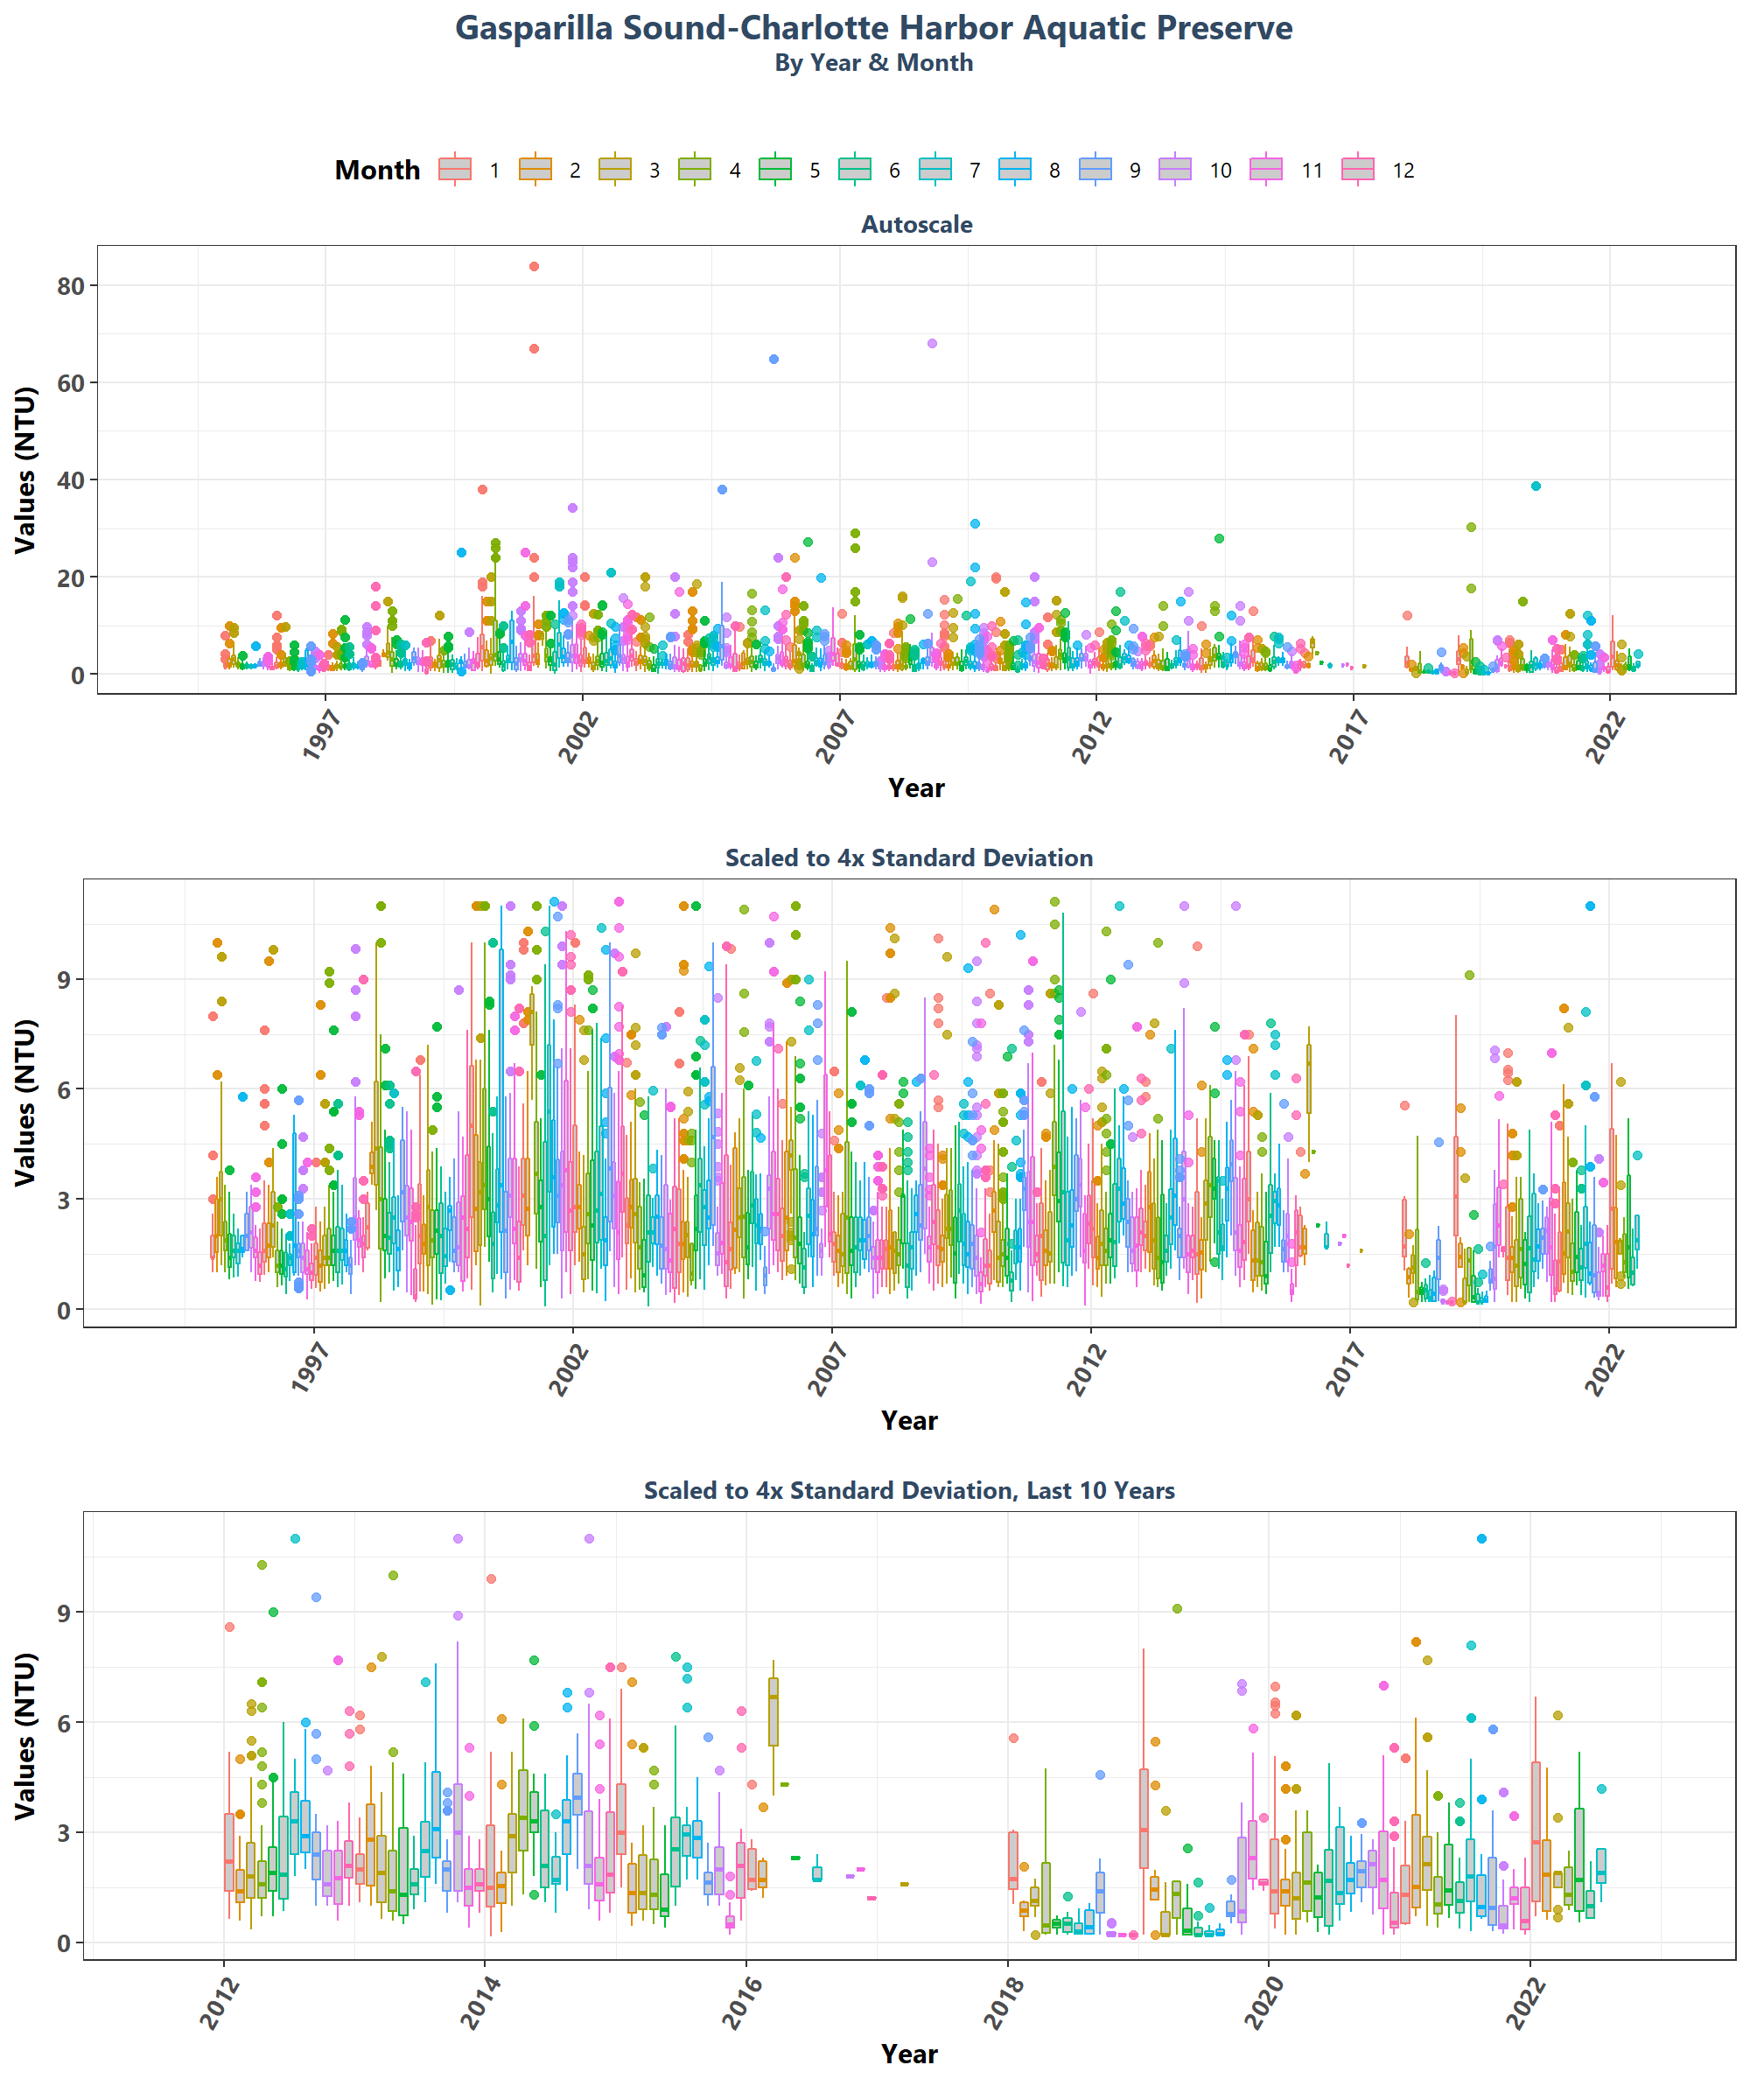 Gasparilla Sound-Charlotte Harbor Aquatic Preserve
By Year & Month
Month 1 2 3 4 5 6 7 8 9 10 11 12
Autoscale
Values (NTU)
80
60
40
20
0
1997 2002 2007 2012 2017 2022
Year
Scaled to 4x Standard Deviation
Values (NTU)
9
6
3
0
1997 2002 2007 2012 2017 2022
Year
Scaled to 4x Standard Deviation, Last 10 Years
Values (NTU)
9
6
3
0
2012 2014 2016 2018 2020 2022
Year